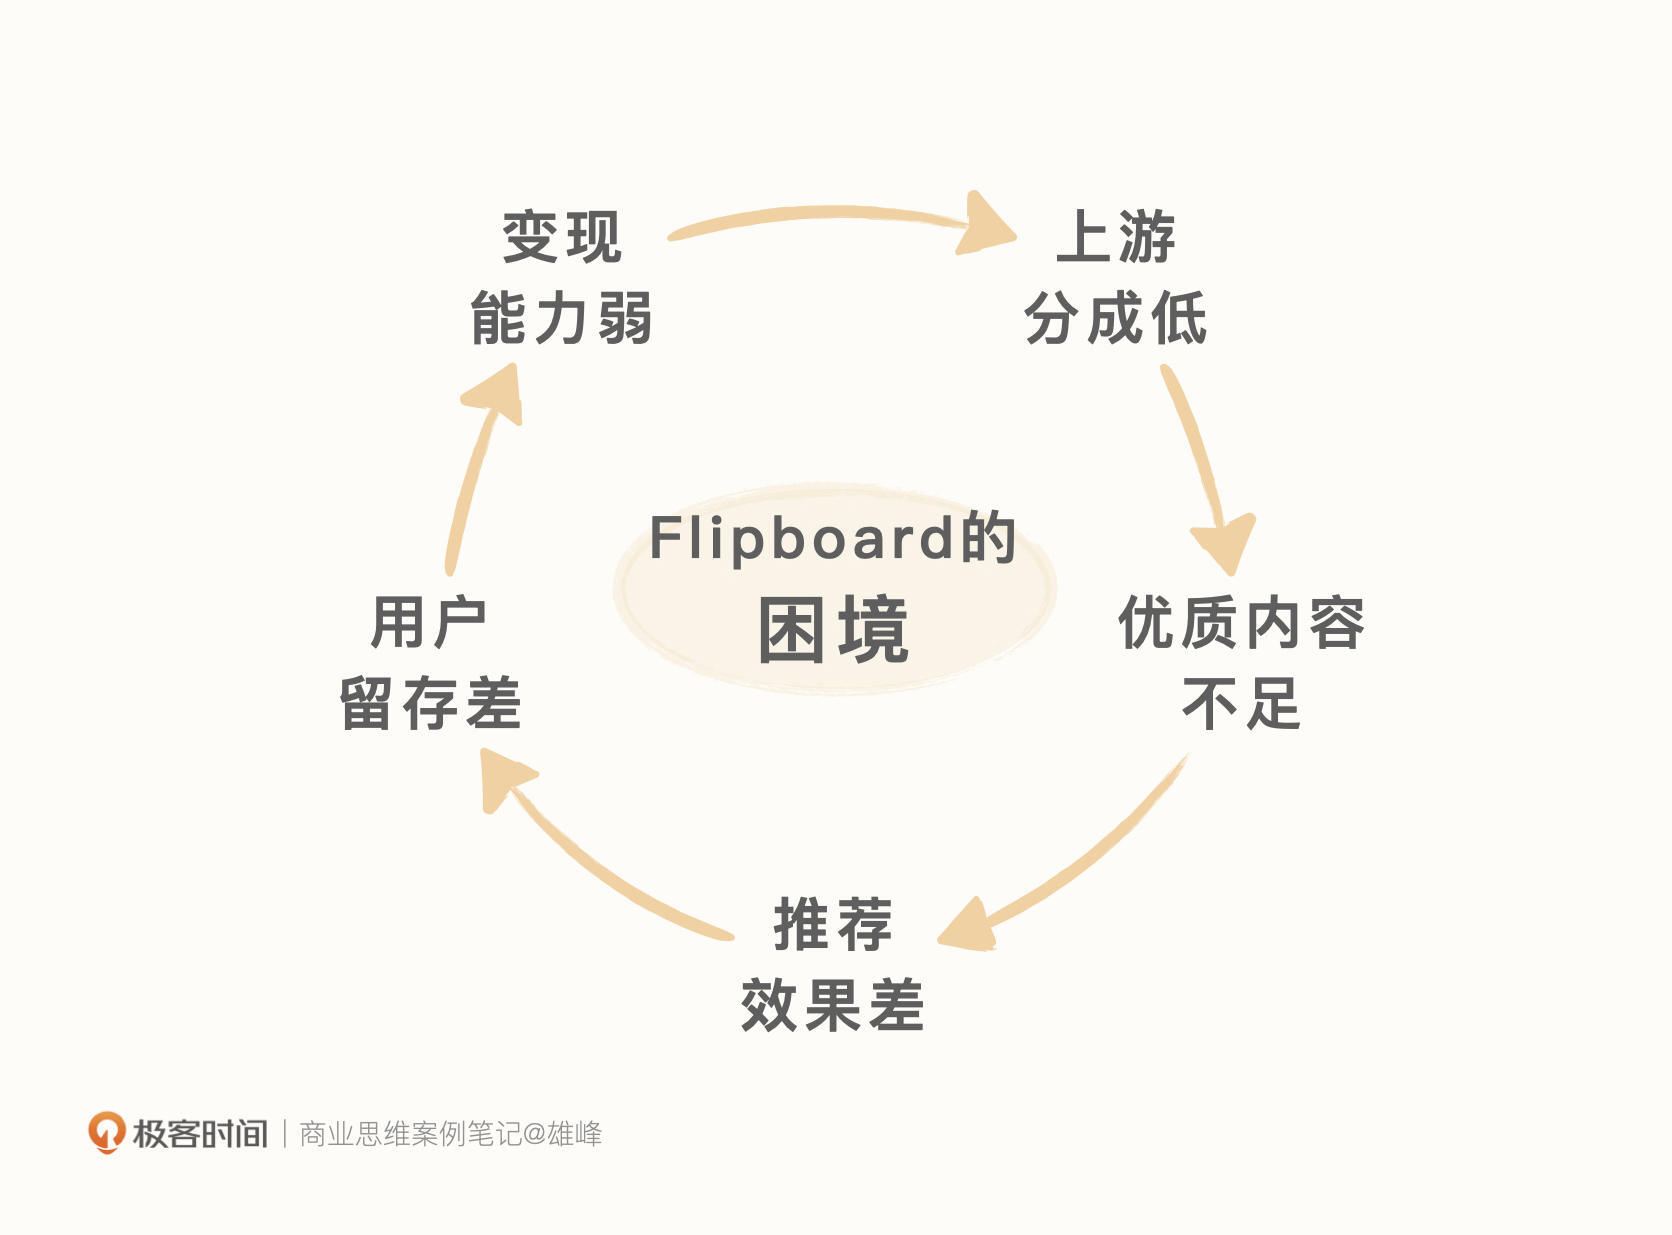 变现
能力弱
上游
分成低
Flipboard的
困境
用户
留存差
优质内容
不足
推荐
效果差
极客时间 | 商业思维案例笔记@雄峰